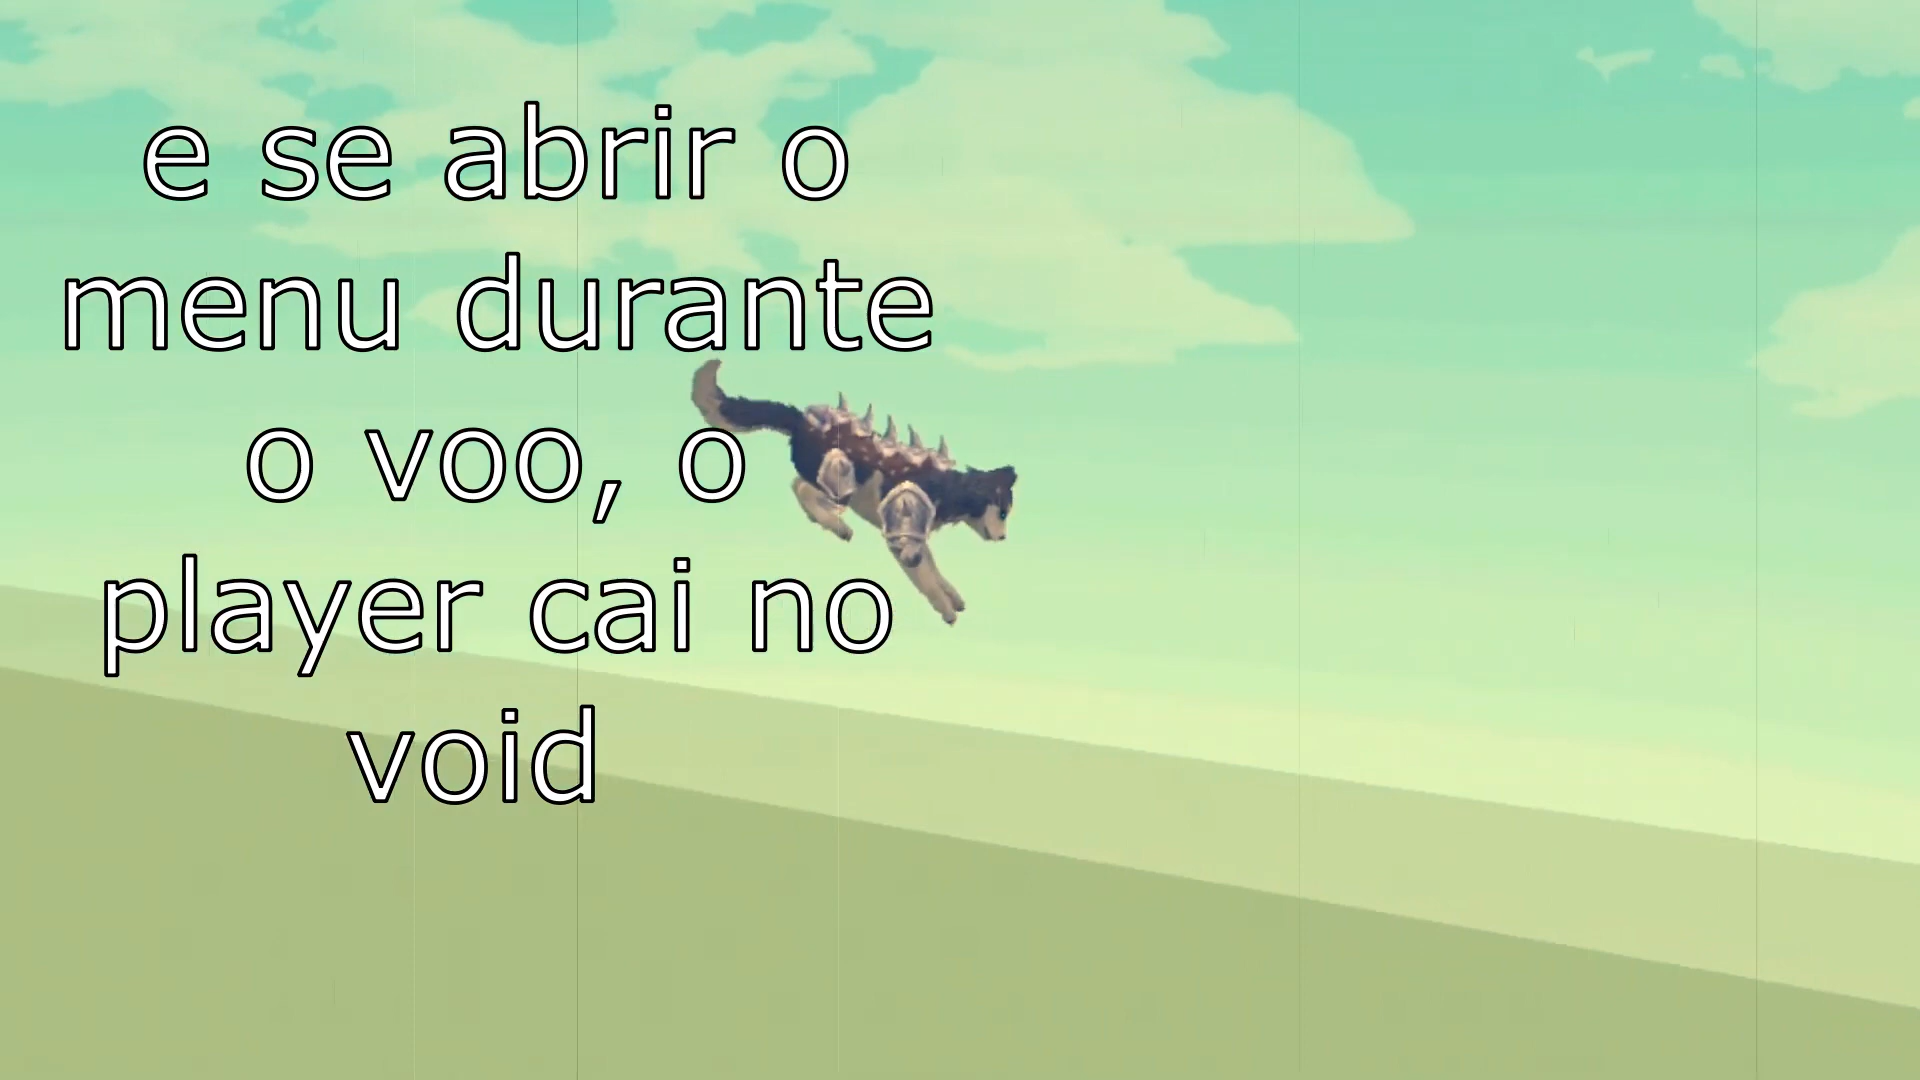 e se abrir o
menu durante
o voo, o
player cai no
void